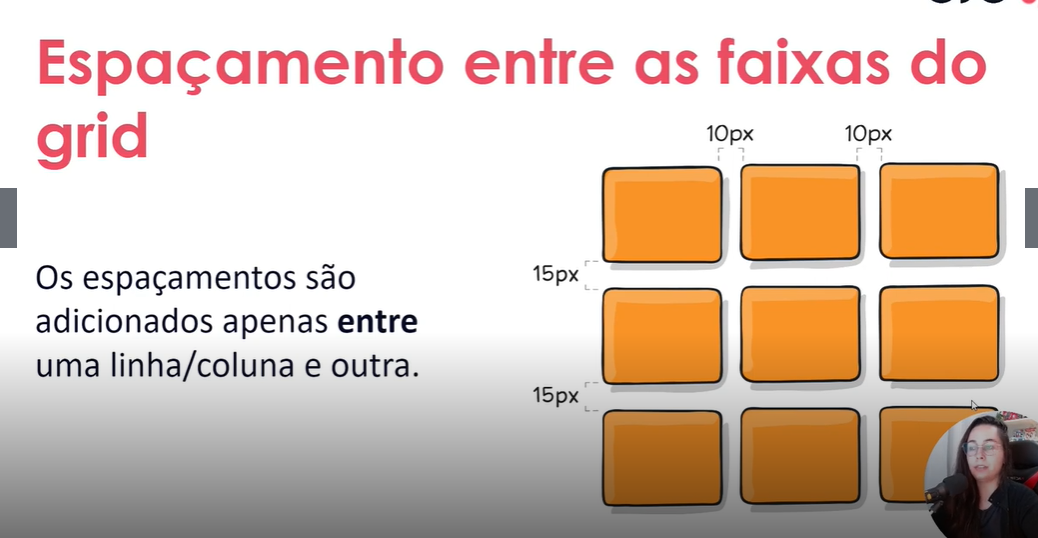 Espaçamento entre as faixas do
grid
10px
10px
Os espaçamentos são
adicionados apenas entre
uma linha/coluna e outra.
15px
15px